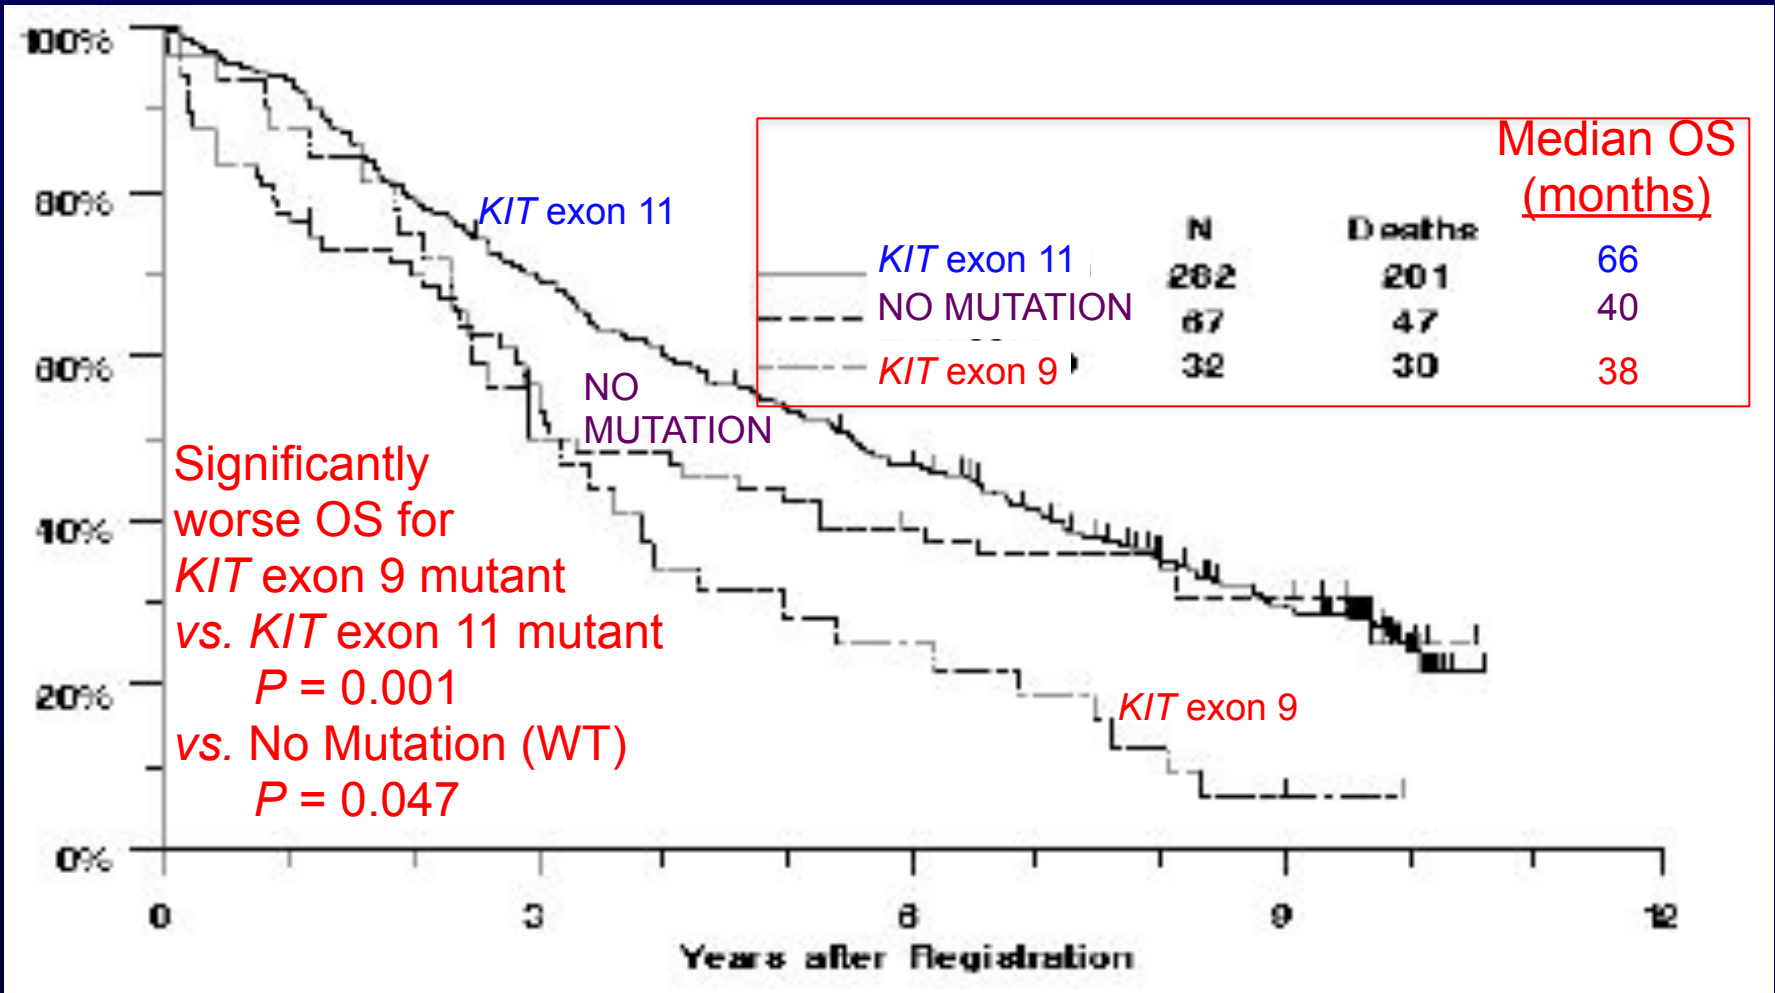 100%
80%
60%
40%
20%
0%
KIT exon 11
NO
MUTATION
KIT exon 9
Median OS
(months)
N Deaths
KIT exon 11 282 201 66
NO MUTATION 67 47 40
KIT exon 9 32 30 38
Significantly
worse OS for
KIT exon 9 mutant
vs. KIT exon 11 mutant
P = 0.001
vs. No Mutation (WT)
P = 0.047
0 3 6 9 12
Years after Registration